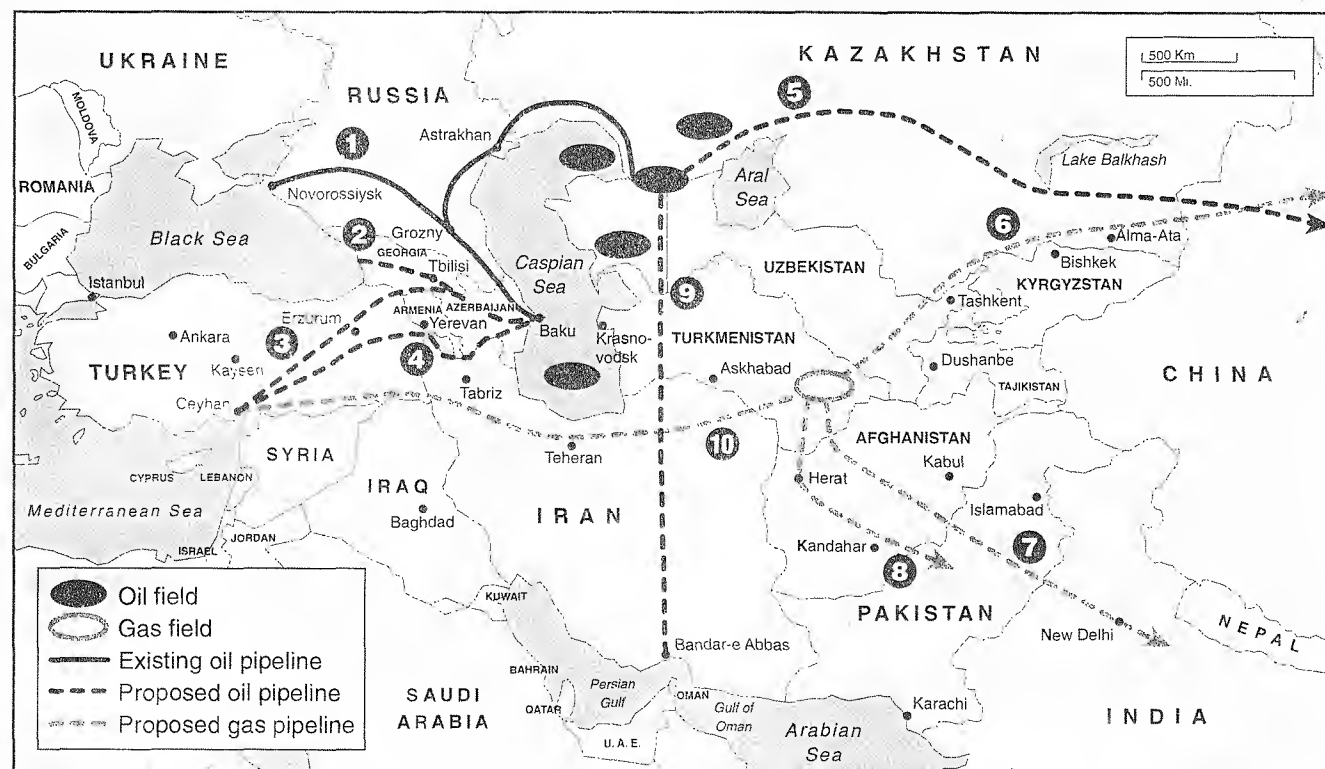 UKRAINE
KAZAKHSTAN
500 Km
500 Mi.
MOLDOVA
RUSSIA
5
Astrakhan
1
ROMANIA
Novorossiysk
Aral
Sea
Lake Balkhash
BULGARIA
Black Sea
2
Grozny
GEORGIA
Tbilisi
6
Alma-Ata
Bishkek
KYRGYZSTAN
Istanbul
Caspian
Sea
UZBEKISTAN
9
Tashkent
ARMENIA
AZERBAIJAN
Erzurum
Yerevan
Baku
Krasno-
vodsk
TURKMENISTAN
Ankara
3
4
Kayseri
TURKEY
Tabriz
Askhabad
Dushanbe
TAJIKISTAN
CHINA
Ceyhan
10
AFGHANISTAN
Teheran
Kabul
SYRIA
CYPRUS
LEBANON
IRAQ
Herat
Islamabad
Mediterranean Sea
Baghdad
IRAN
JORDAN
ISRAEL
Kandahar
8
7
Oil field
Gas field
Existing oil pipeline
Proposed oil pipeline
Proposed gas pipeline
KUWAIT
PAKISTAN
New Delhi
NEPAL
Bandar-e Abbas
BAHRAIN
SAUDI
ARABIA
QATAR
Persian
Gulf
OMAN
Gulf of
Oman
Karachi
U.A.E.
Arabian
Sea
INDIA